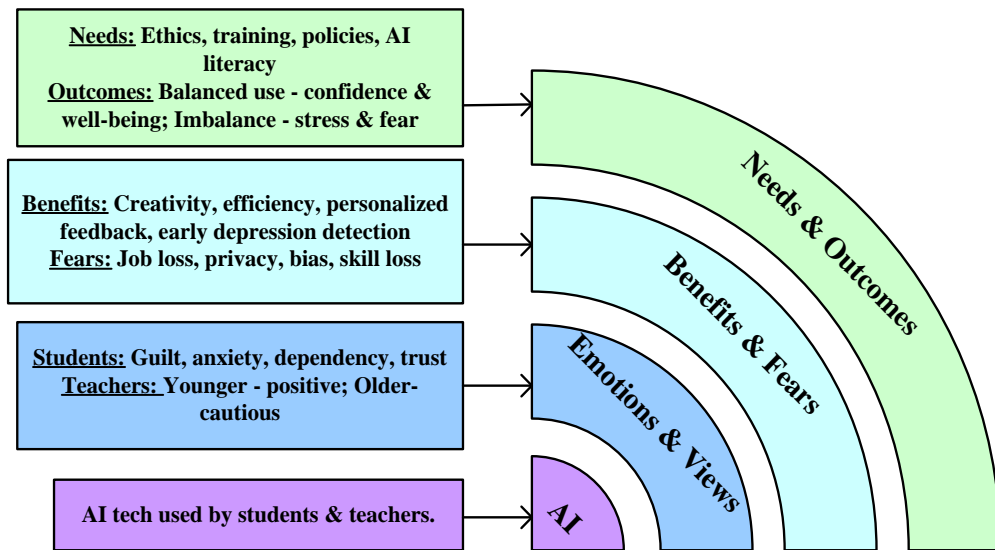 Needs: Ethics, training, policies, AI
literacy
Outcomes: Balanced use - confidence &
well-being; Imbalance - stress & fear
Needs & Outcomes
Benefits: Creativity, efficiency, personalized
feedback, early depression detection
Fears: Job loss, privacy, bias, skill loss
Benefits & Fears
Students: Guilt, anxiety, dependency, trust
Teachers: Younger - positive; Older-
cautious
Emotions & Views
AI tech used by students & teachers.
AI